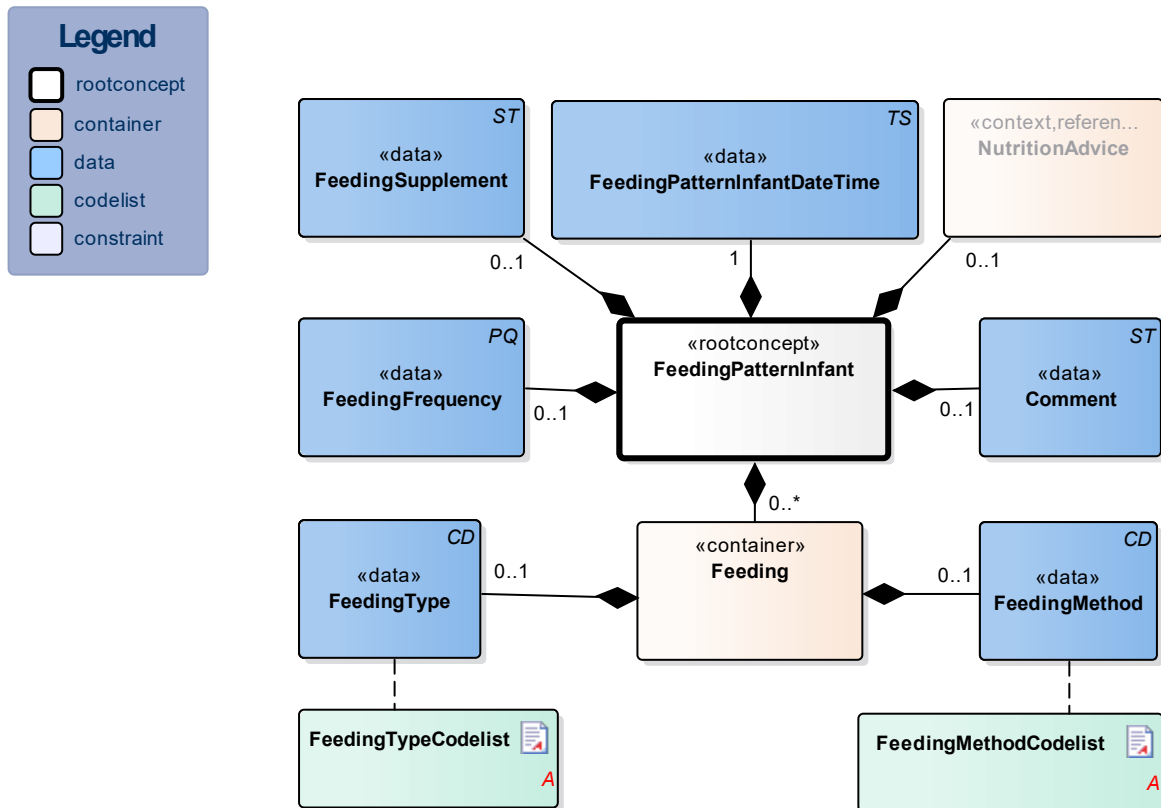 Legend
rootconcept
container
data
codelist
constraint
ST
«data»
FeedingSupplement
TS
«data»
FeedingPatternInfantDateTime
«context,referen...
NutritionAdvice
0..1
1
0..1
PQ
«data»
FeedingFrequency
0..1
«rootconcept»
FeedingPatternInfant
ST
«data»
Comment
0..1
0..*
CD
«data»
FeedingType
0..1
«container»
Feeding
0..1
CD
«data»
FeedingMethod
FeedingTypeCodelist
A
FeedingMethodCodelist
A